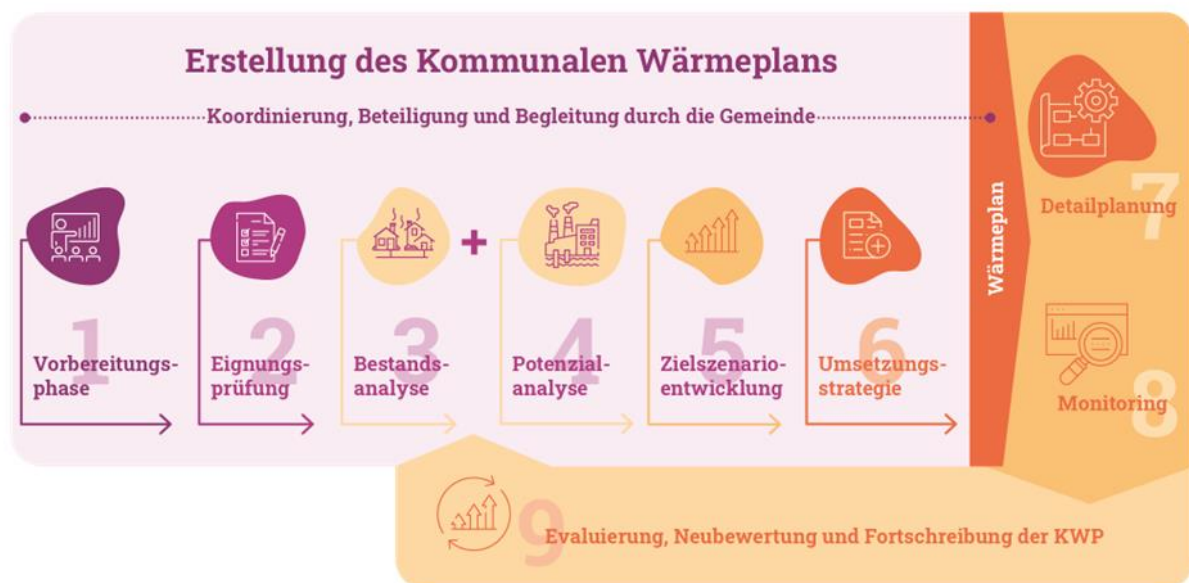 Erstellung des Kommunalen Wärmeplans
Koordinierung, Beteiligung und Begleitung durch die Gemeinde
1
Vorbereitungs-
phase
2
Eignungs-
prüfung
+
3
Bestands-
analyse
4
Potenzial-
analyse
5
Zielszenario-
entwicklung
6
Umsetzungs-
strategie
Wärmeplan
7
Detailplanung
8
Monitoring
9
Evaluierung, Neubewertung und Fortschreibung der KWP